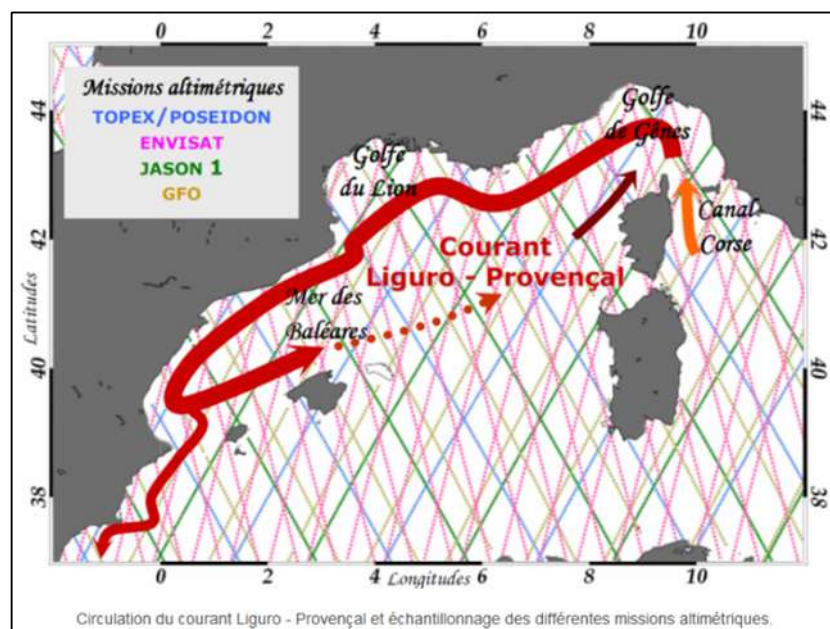 0 2 4 6 8 10
Missions altimétriques
TOPEX/POSEIDON
ENVISAT
JASON 1
GFO
44
44
Golfe
de Gênes
Golfe
du Lion
Canal
Corse
42
42
Courant
Liguro - Provençal
Latitudes
Mer des
Baléares
40
40
38
38
0 2 4 6 8 10
Longitudes
Circulation du courant Liguro - Provençal et échantillonnage des différentes missions altimétriques.